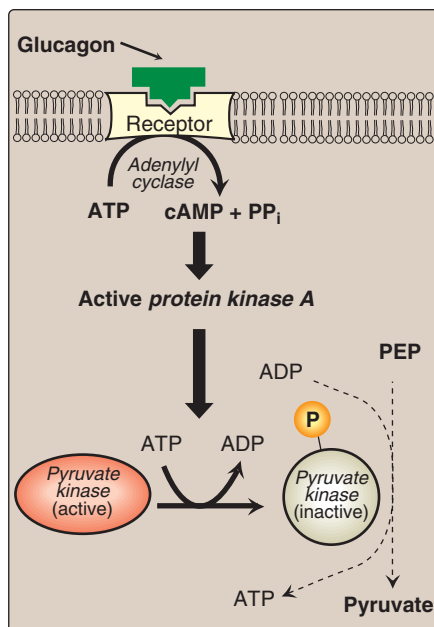 Glucagon
Receptor
Adenylyl
cyclase
ATP
cAMP + PPi
Active protein kinase A
PEP
ADP
P
ATP
ADP
Pyruvate
kinase
(active)
Pyruvate
kinase
(inactive)
ATP
Pyruvate